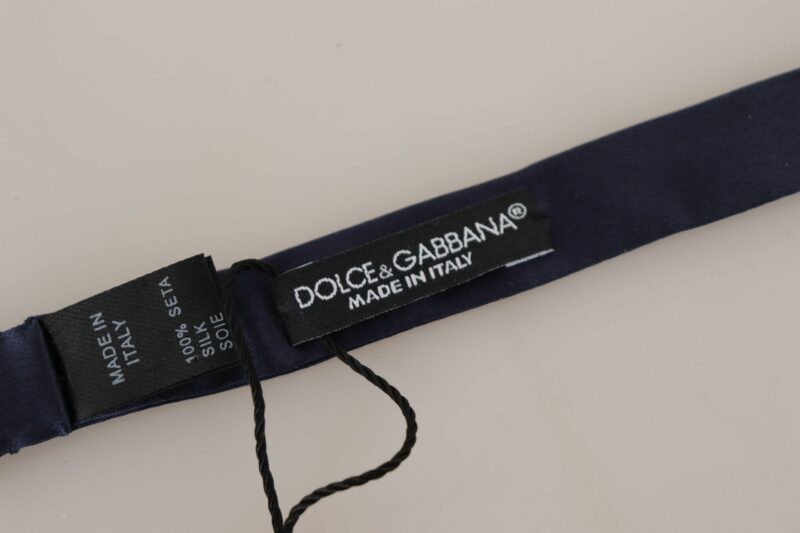 DOLCE&GABBANA®
MADE IN ITALY
MADE IN
ITALY
100% SETA
SILK
SOIE